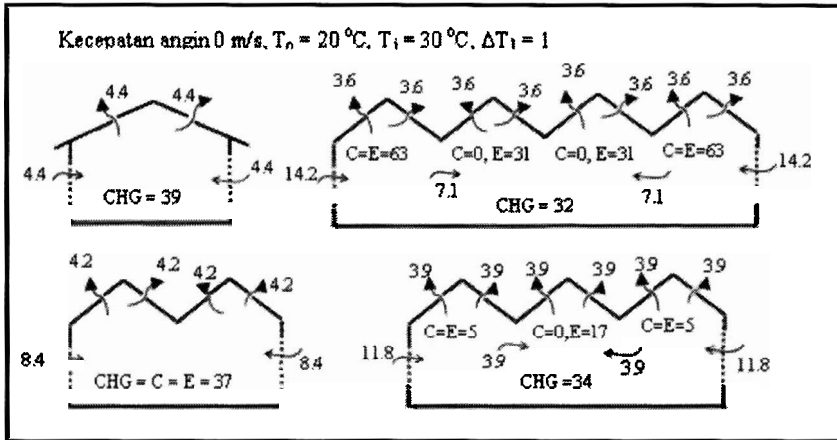 Kecepatan angin 0 m/s, To = 20 °C, Ti = 30 °C, ΔT1 = 1
4.4 4.4
4.4 4.4
CHG = 39
3.6 3.6 3.6 3.6 3.6 3.6 3.6 3.6
C=E=63 C=0, E=31 C=0, E=31 C=E=63
14.2 7.1 7.1 14.2
CHG = 32
4.2 4.2 4.2 4.2
8.4 8.4
CHG = C = E = 37
3.9 3.9 3.9 3.9 3.9 3.9
C=E=5 C=0,E=17 C=E=5
11.8 3.9 3.9 11.8
CHG =34